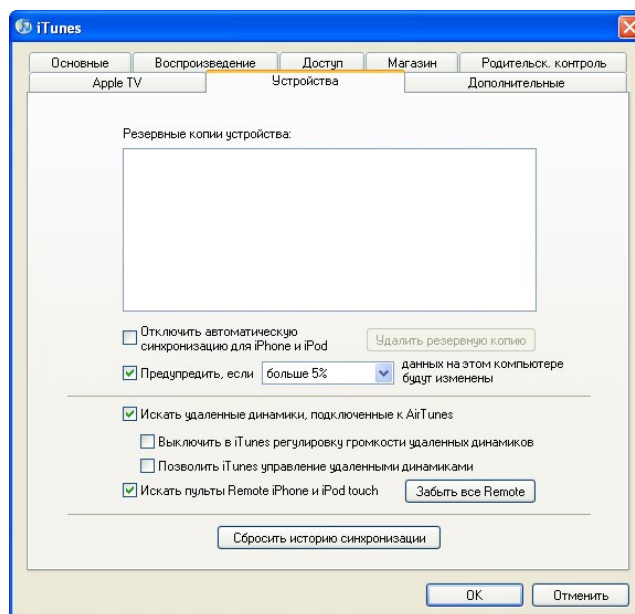 iTunes
Основные Воспроизведение Доступ Магазин Родительск. контроль
Apple TV Устройства Дополнительные
Резервные копии устройства:
Отключить автоматическую
синхронизацию для iPhone и iPod
Удалить резервную копию
Предупредить, если больше 5% данных на этом компьютере
будут изменены
Искать удаленные динамики, подключенные к AirTunes
Выключить в iTunes регулировку громкости удаленных динамиков
Позволить iTunes управление удаленными динамиками
Искать пульты Remote iPhone и iPod touch Забыть все Remote
Сбросить историю синхронизации
OK Отменить